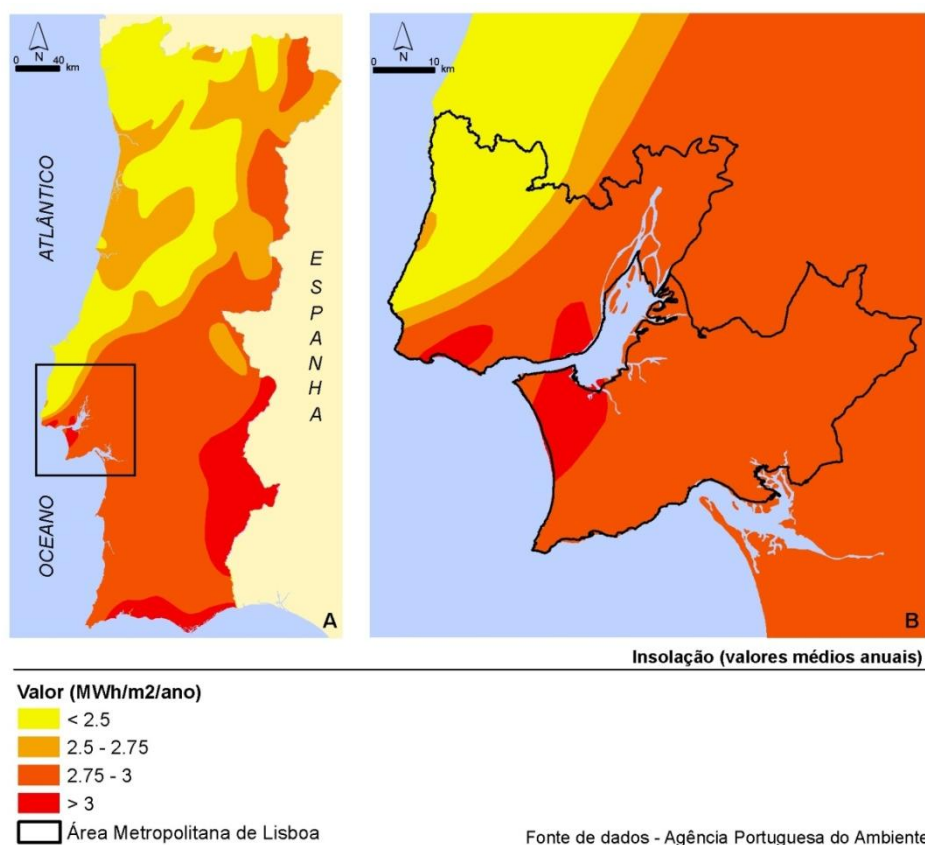 N
0 40
km
ATLÂNTICO
OCEANO
ESPANHA
A
N
0 10
km
B
Insolação (valores médios anuais)
Valor (MWh/m2/ano)
< 2.5
2.5 - 2.75
2.75 - 3
> 3
Área Metropolitana de Lisboa
Fonte de dados - Agência Portuguesa do Ambiente